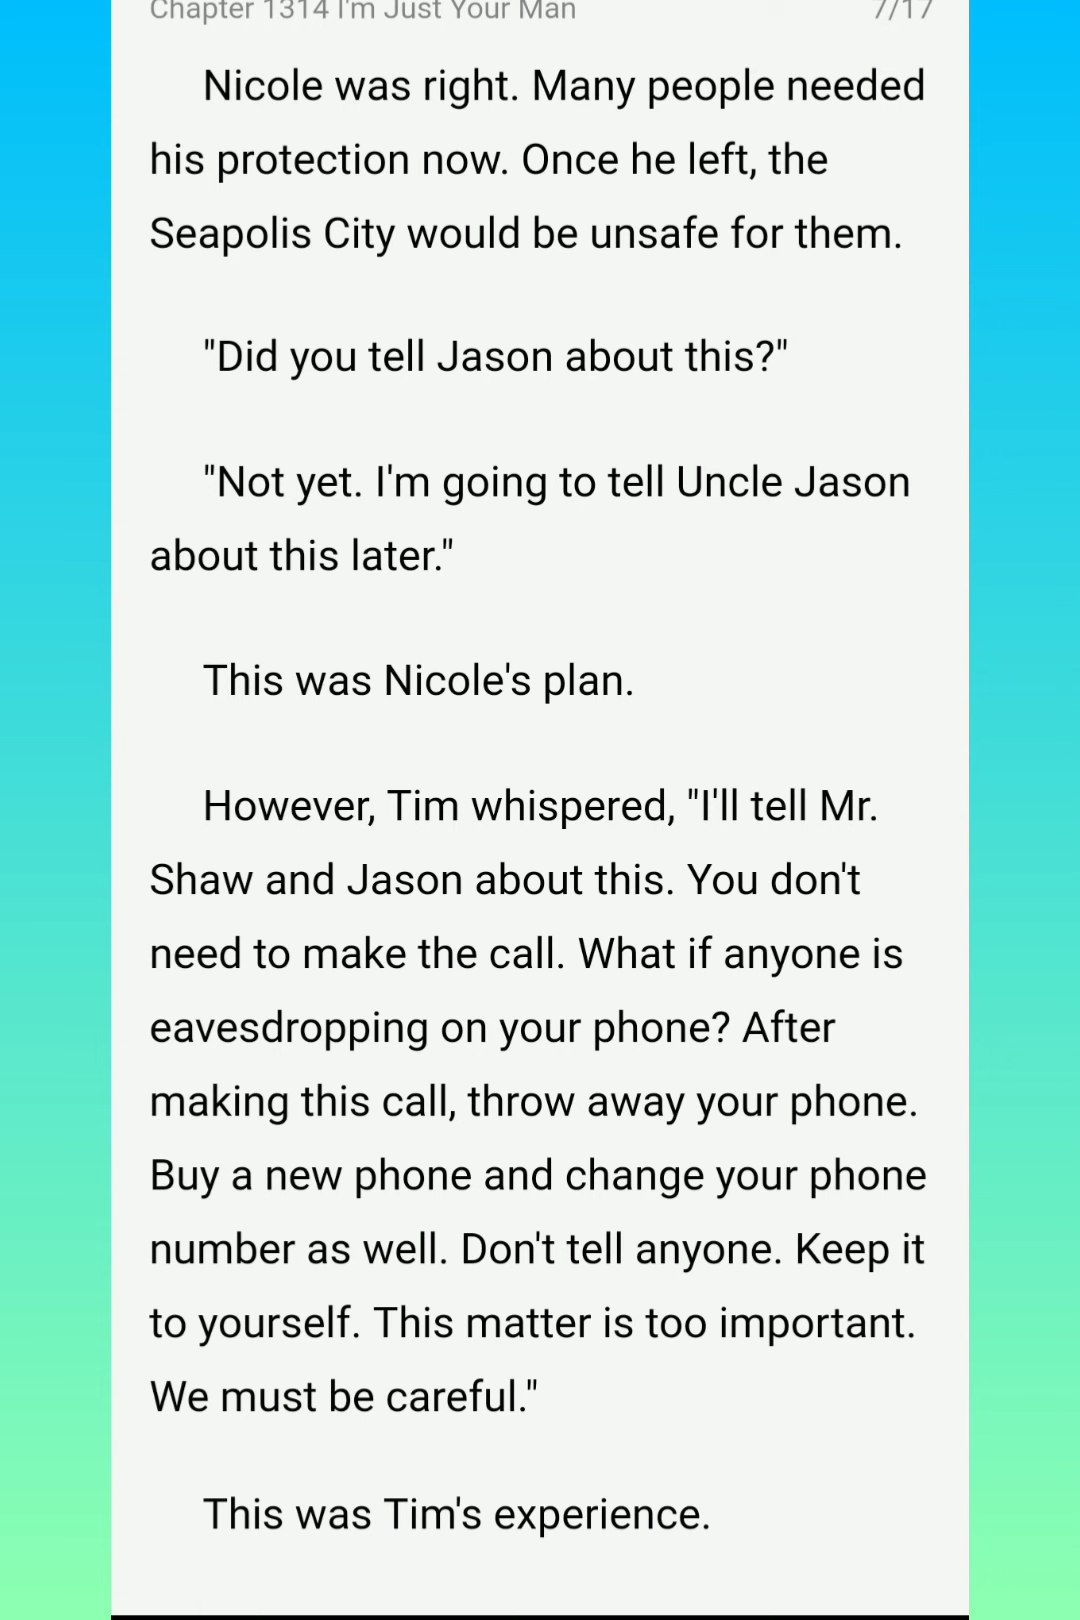 Chapter 1314 I'm Just Your Man 7/17
Nicole was right. Many people needed
his protection now. Once he left, the
Seapolis City would be unsafe for them.
"Did you tell Jason about this?"
"Not yet. I'm going to tell Uncle Jason
about this later."
This was Nicole's plan.
However, Tim whispered, "I'll tell Mr.
Shaw and Jason about this. You don't
need to make the call. What if anyone is
eavesdropping on your phone? After
making this call, throw away your phone.
Buy a new phone and change your phone
number as well. Don't tell anyone. Keep it
to yourself. This matter is too important.
We must be careful."
This was Tim's experience.